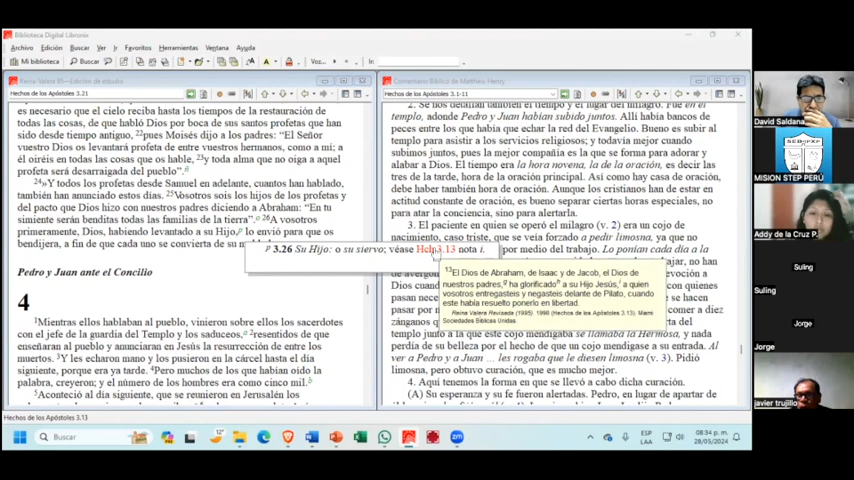 Biblioteca Digital Libronix
Archivo Edición Buscar Ver Ir Favoritos Herramientas Ventana Ayuda
Mi biblioteca Buscar Voz... In:
Reina Valera 95—Edición de estudio
Hechos de los Apóstoles 3.21
es necesario que el cielo reciba hasta los tiempos de la restauración de
todas las cosas, de que habló Dios por boca de sus santos profetas que
han sido desde tiempo antiguo, 22pues Moisés dijo a los padres: “El Señor
vuestro Dios os levantará profeta de entre vuestros hermanos, como a mí; a
él oiréis en todas las cosas que os hable, 23y toda alma que no oiga a aquel
profeta será desarraigada del pueblo”.
24»Y todos los profetas desde Samuel en adelante, cuantos han hablado,
también han anunciado estos días. 25Vosotros sois los hijos de los profetas y
del pacto que Dios hizo con nuestros padres diciendo a Abraham: “En tu
simiente serán benditas todas las familias de la tierra”. 26A vosotros
primeramente, Dios, habiendo levantado a su Hijo, p lo envió para que os
bendijera, a fin de que cada uno se convierta de su
Pedro y Juan ante el Concilio
4
1Mientras ellos hablaban al pueblo, vinieron sobre ellos los sacerdotes
con el jefe de la guardia del Templo y los saduceos, a 2resentidos de que
enseñaran al pueblo y anunciaran en Jesús la resurrección de entre los
muertos. 3Y les echaron mano y los pusieron en la cárcel hasta el día
siguiente, porque era ya tarde. 4Pero muchos de los que habían oído la
palabra, creyeron; y el número de los hombres era como cinco mil. b
5Aconteció al día siguiente, que se reunieron en Jerusalén los
Hechos de los Apóstoles 3.13
p 3.26 Su Hijo: o su siervo; véase Hch 3.13 nota i.
13El Dios de Abraham, de Isaac y de Jacob, el Dios de
nuestros padres, g ha glorificado h a su Hijo Jesús, i a quien
vosotros entregasteis y negasteis delante de Pilato, cuando
este había resuelto ponerlo en libertad.
Reina Valera Revisada (1995). 1998 (Hechos de los Apóstoles 3.13). Miami
Sociedades Bíblicas Unidas
Comentario Bíblico de Matthew Henry
Hechos de los Apóstoles 3.1-11
2. Se nos detallan también el tiempo y el lugar del milagro. Fue en el
templo, adonde Pedro y Juan habían subido juntos. Allí había bancos de
peces entre los que había que echar la red del Evangelio. Bueno es subir al
templo para asistir a los servicios religiosos; y todavía mejor cuando
subimos juntos, pues la mejor compañía es la que se forma para adorar y
alabar a Dios. El tiempo era la hora novena, la de la oración, es decir las
tres de la tarde, hora de la oración principal. Así como hay casa de oración,
debe haber también hora de oración. Aunque los cristianos han de estar en
actitud constante de oración, es bueno separar ciertas horas especiales, no
para atar la conciencia, sino para alertarla.
3. El paciente en quien se operó el milagro (v. 2) era un cojo de
nacimiento, caso triste, que se veía forzado a pedir limosna, ya que no
por medio del trabajo. Lo ponían cada día a la
templo junto a la que este cojo mendigaba se llamaba la Hermosa, y nada
perdía de su belleza por el hecho de que un cojo mendigase a su entrada. Al
ver a Pedro y a Juan … les rogaba que le diesen limosna (v. 3). Pidió
limosna, pero obtuvo curación, que es mucho mejor.
4. Aquí tenemos la forma en que se llevó a cabo dicha curación.
(A) Su esperanza y su fe fueron alertadas. Pedro, en lugar de apartar de
David Saldana
MISION STEP PERÚ
Addy de la Cruz P.
Suling
Suling
Jorge
Jorge
javier trujillo
Buscar
12°
ESP
LAA
08:34 p. m.
28/05/2024